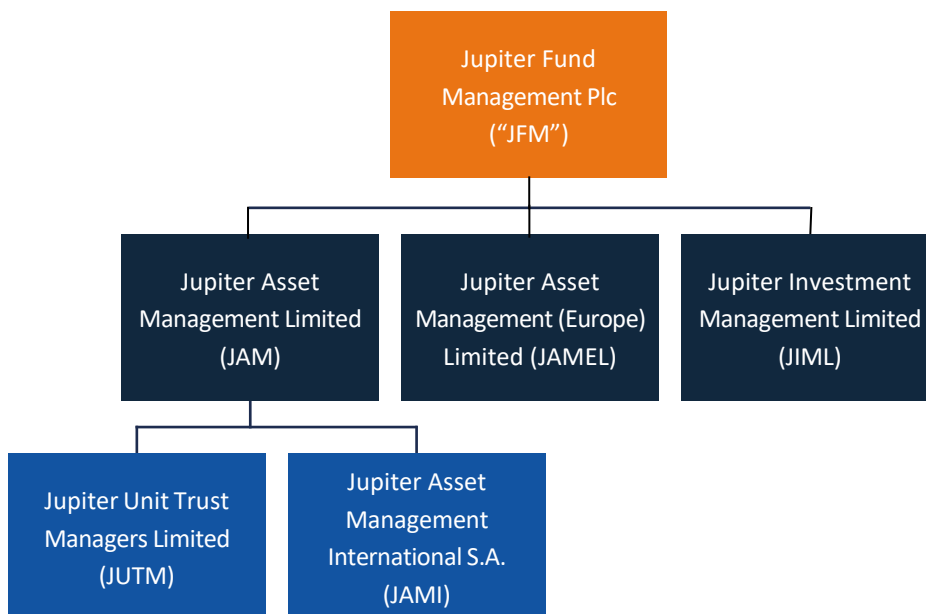 Jupiter Fund
Management Plc
(“JFM”)
Jupiter Asset
Management Limited
(JAM)
Jupiter Asset
Management (Europe)
Limited (JAMEL)
Jupiter Investment
Management Limited
(JIML)
Jupiter Unit Trust
Managers Limited
(JUTM)
Jupiter Asset
Management
International S.A.
(JAMI)